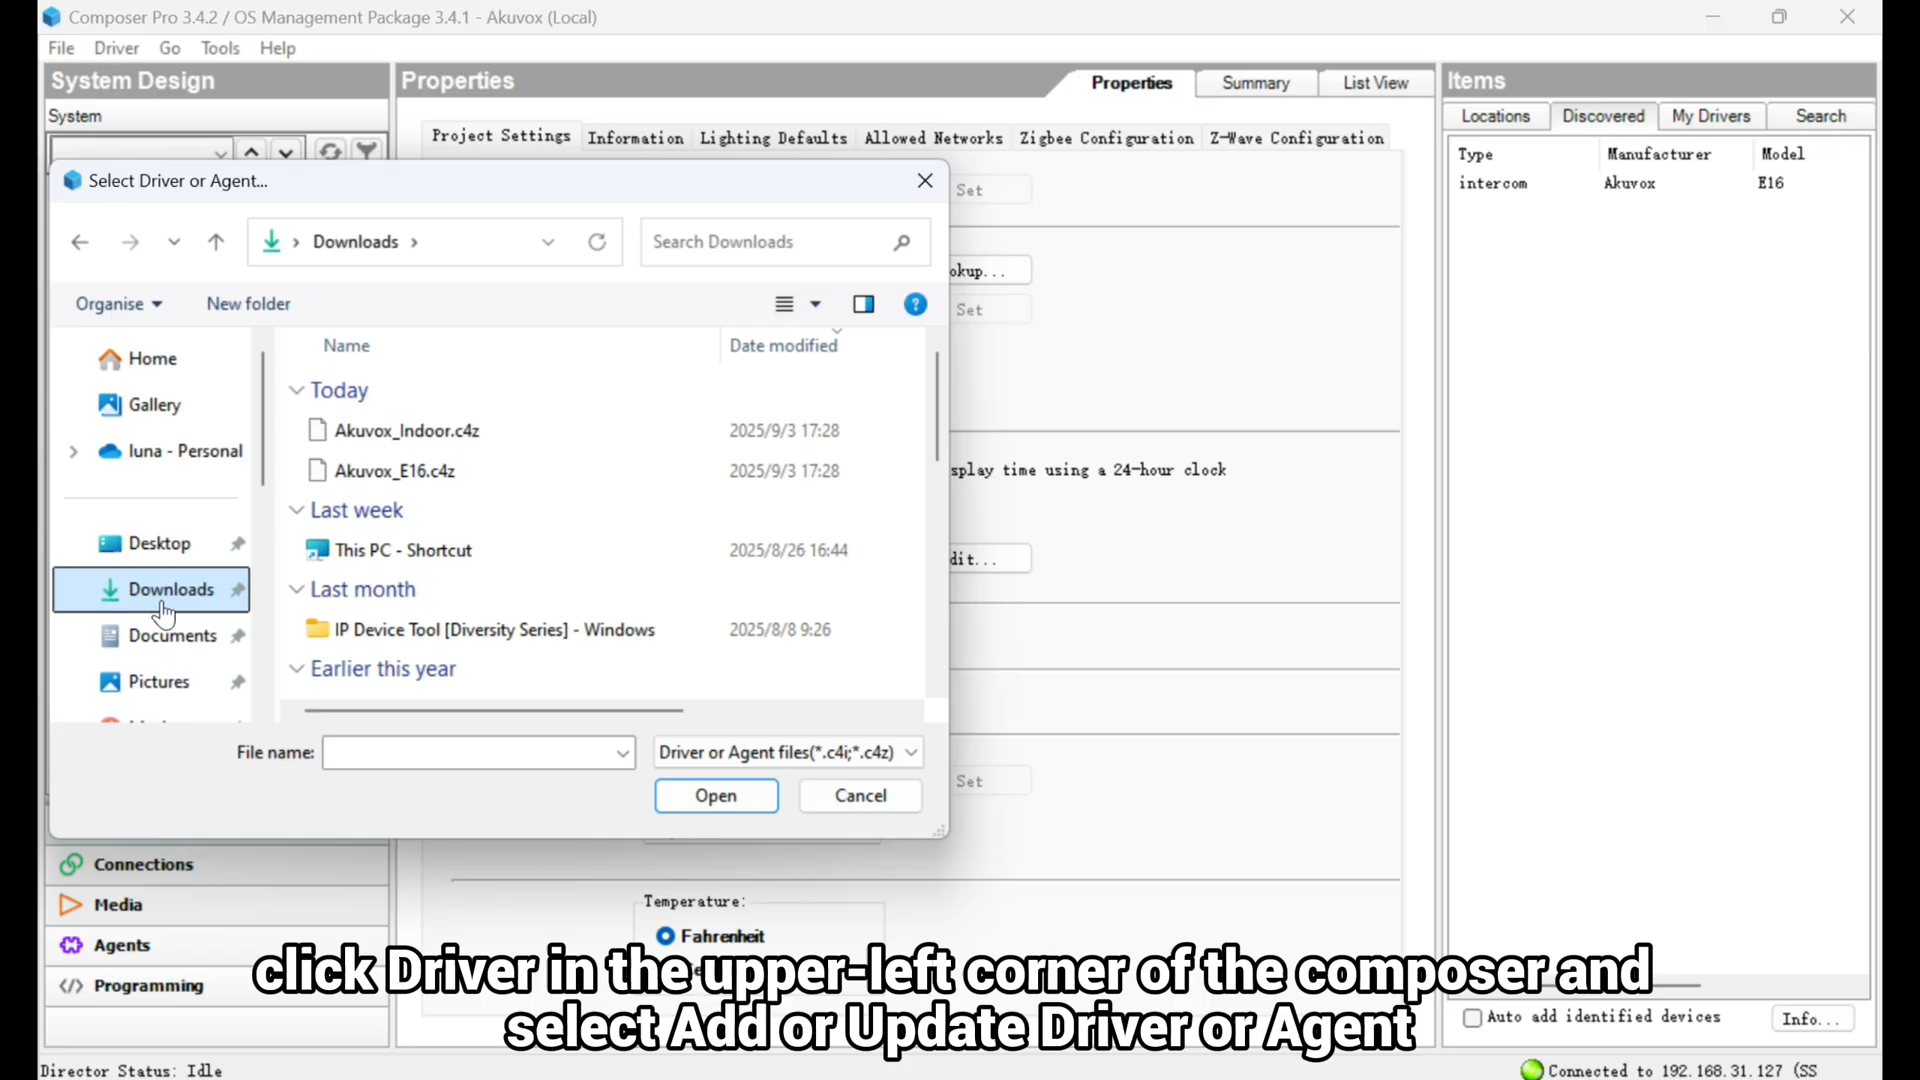 Composer Pro 3.4.2 / OS Management Package 3.4.1 - Akuvox (Local)
File Driver Go Tools Help
System Design
Properties
Properties Summary List View
Items
System
Locations Discovered My Drivers Search
Project Settings Information Lighting Defaults Allowed Networks Zigbee Configuration Z-Wave Configuration
Type Manufacturer Model
intercom Akuvox E16
Select Driver or Agent...
Set
Downloads
Search Downloads
okup...
Organise New folder
Set
Name Date modified
Home
Gallery
luna - Personal
Desktop
Downloads
Documents
Pictures
Today
Akuvox_Indoor.c4z 2025/9/3 17:28
Akuvox_E16.c4z 2025/9/3 17:28
Last week
This PC - Shortcut 2025/8/26 16:44
Last month
IP Device Tool [Diversity Series] - Windows 2025/8/8 9:26
Earlier this year
splay time using a 24-hour clock
dit...
File name: Driver or Agent files(*.c4i;*.c4z)
Open Cancel
Set
Connections
Media
Agents
Programming
Temperature:
Fahrenheit
click Driver in the upper-left corner of the composer and
select Add or Update Driver or Agent
Auto add identified devices Info...
Director Status: Idle
Connected to 192.168.31.127 (SS